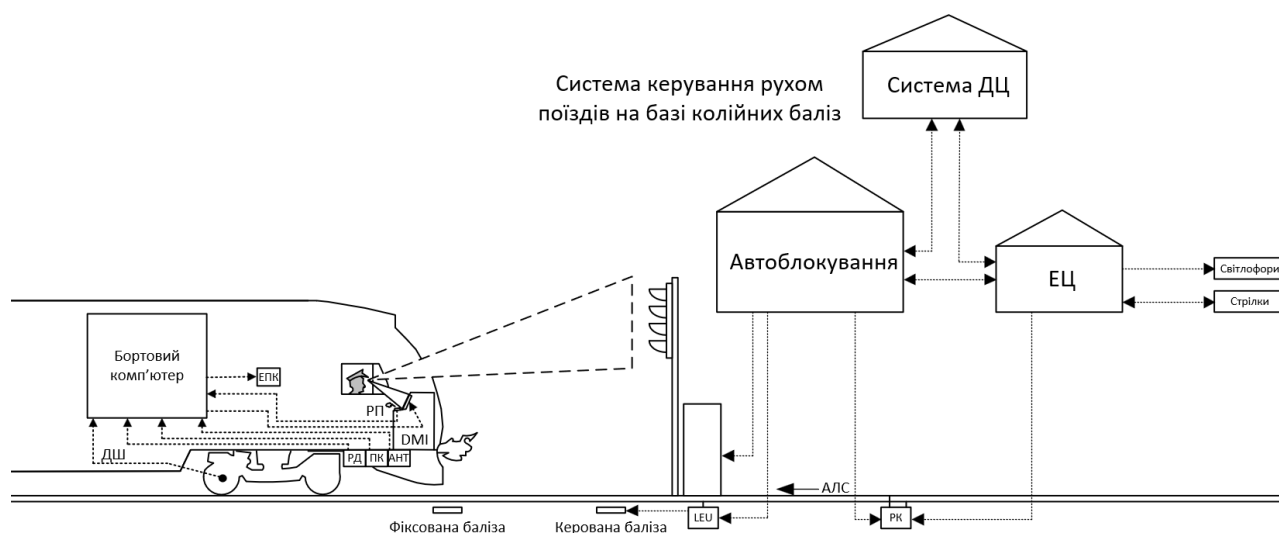 Система керування рухом
поїздів на базі колійних баліз
Система ДЦ
Автоблокування
ЕЦ
Світлофори
Стрілки
Бортовий
комп’ютер
ЕПК
РП
DMI
ДШ
РД
ПК
АНТ
АЛС
Фіксована баліза
Керована баліза
LEU
РК